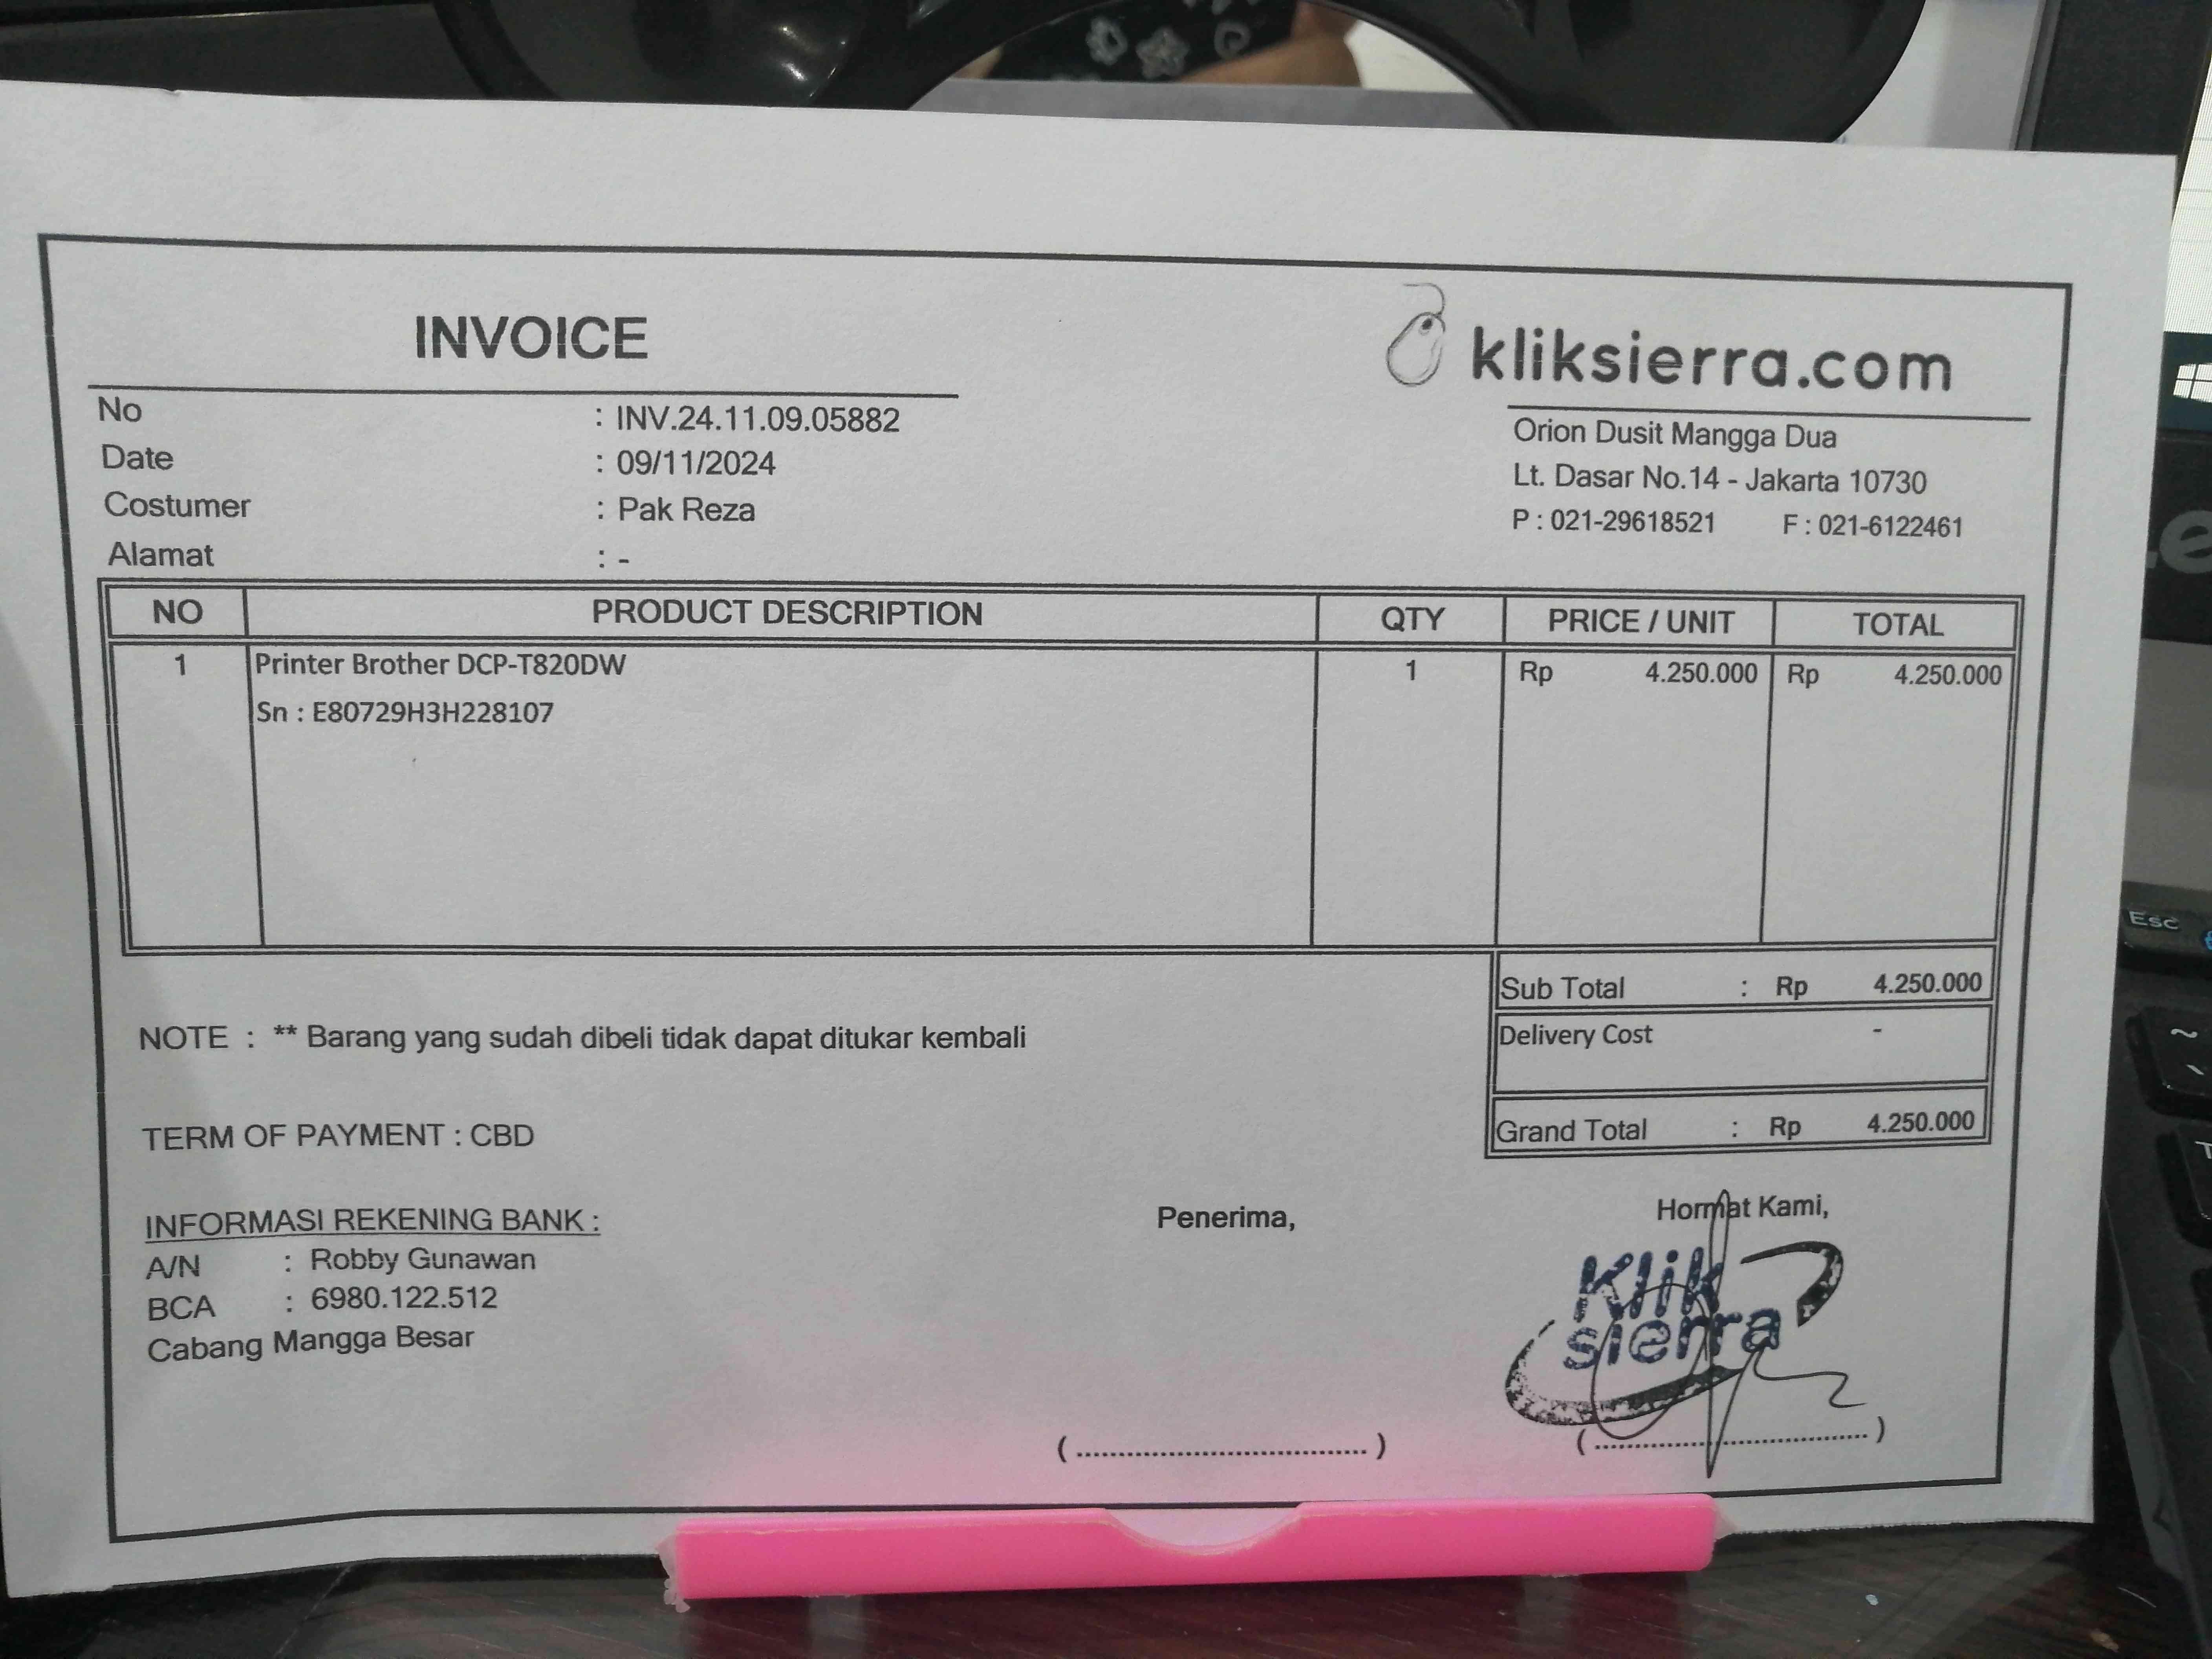 INVOICE
kliksierra.com
No : INV.24.11.09.05882
Date : 09/11/2024
Costumer : Pak Reza
Alamat : -
Orion Dusit Mangga Dua
Lt. Dasar No.14 - Jakarta 10730
P : 021-29618521 F : 021-6122461
NO PRODUCT DESCRIPTION QTY PRICE / UNIT TOTAL
1 Printer Brother DCP-T820DW 1 Rp 4.250.000 Rp 4.250.000
Sn : E80729H3H228107
Sub Total : Rp 4.250.000
Delivery Cost -
Grand Total : Rp 4.250.000
NOTE : ** Barang yang sudah dibeli tidak dapat ditukar kembali
TERM OF PAYMENT : CBD
INFORMASI REKENING BANK :
A/N : Robby Gunawan
BCA : 6980.122.512
Cabang Mangga Besar
Penerima,
( ........................................ )
Hormat Kami,
Klik
sierra
( ........................................ )
Esc
~